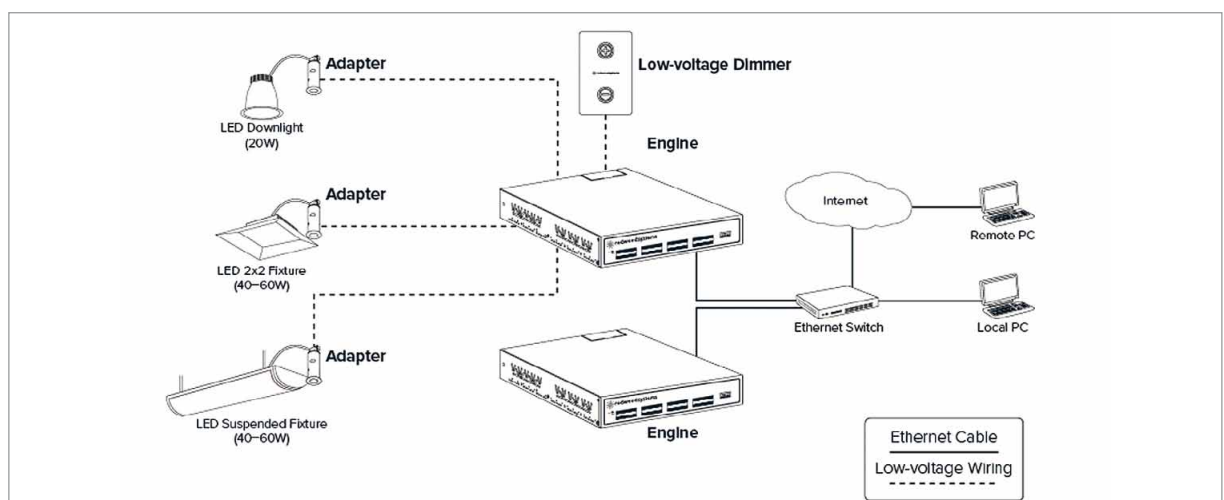 Adapter
LED Downlight
(20W)
Low-voltage Dimmer
Engine
Adapter
LED 2x2 Fixture
(40–60W)
Internet
Remote PC
Ethernet Switch
Local PC
Adapter
LED Suspended Fixture
(40–60W)
Engine
Ethernet Cable
Low-voltage Wiring